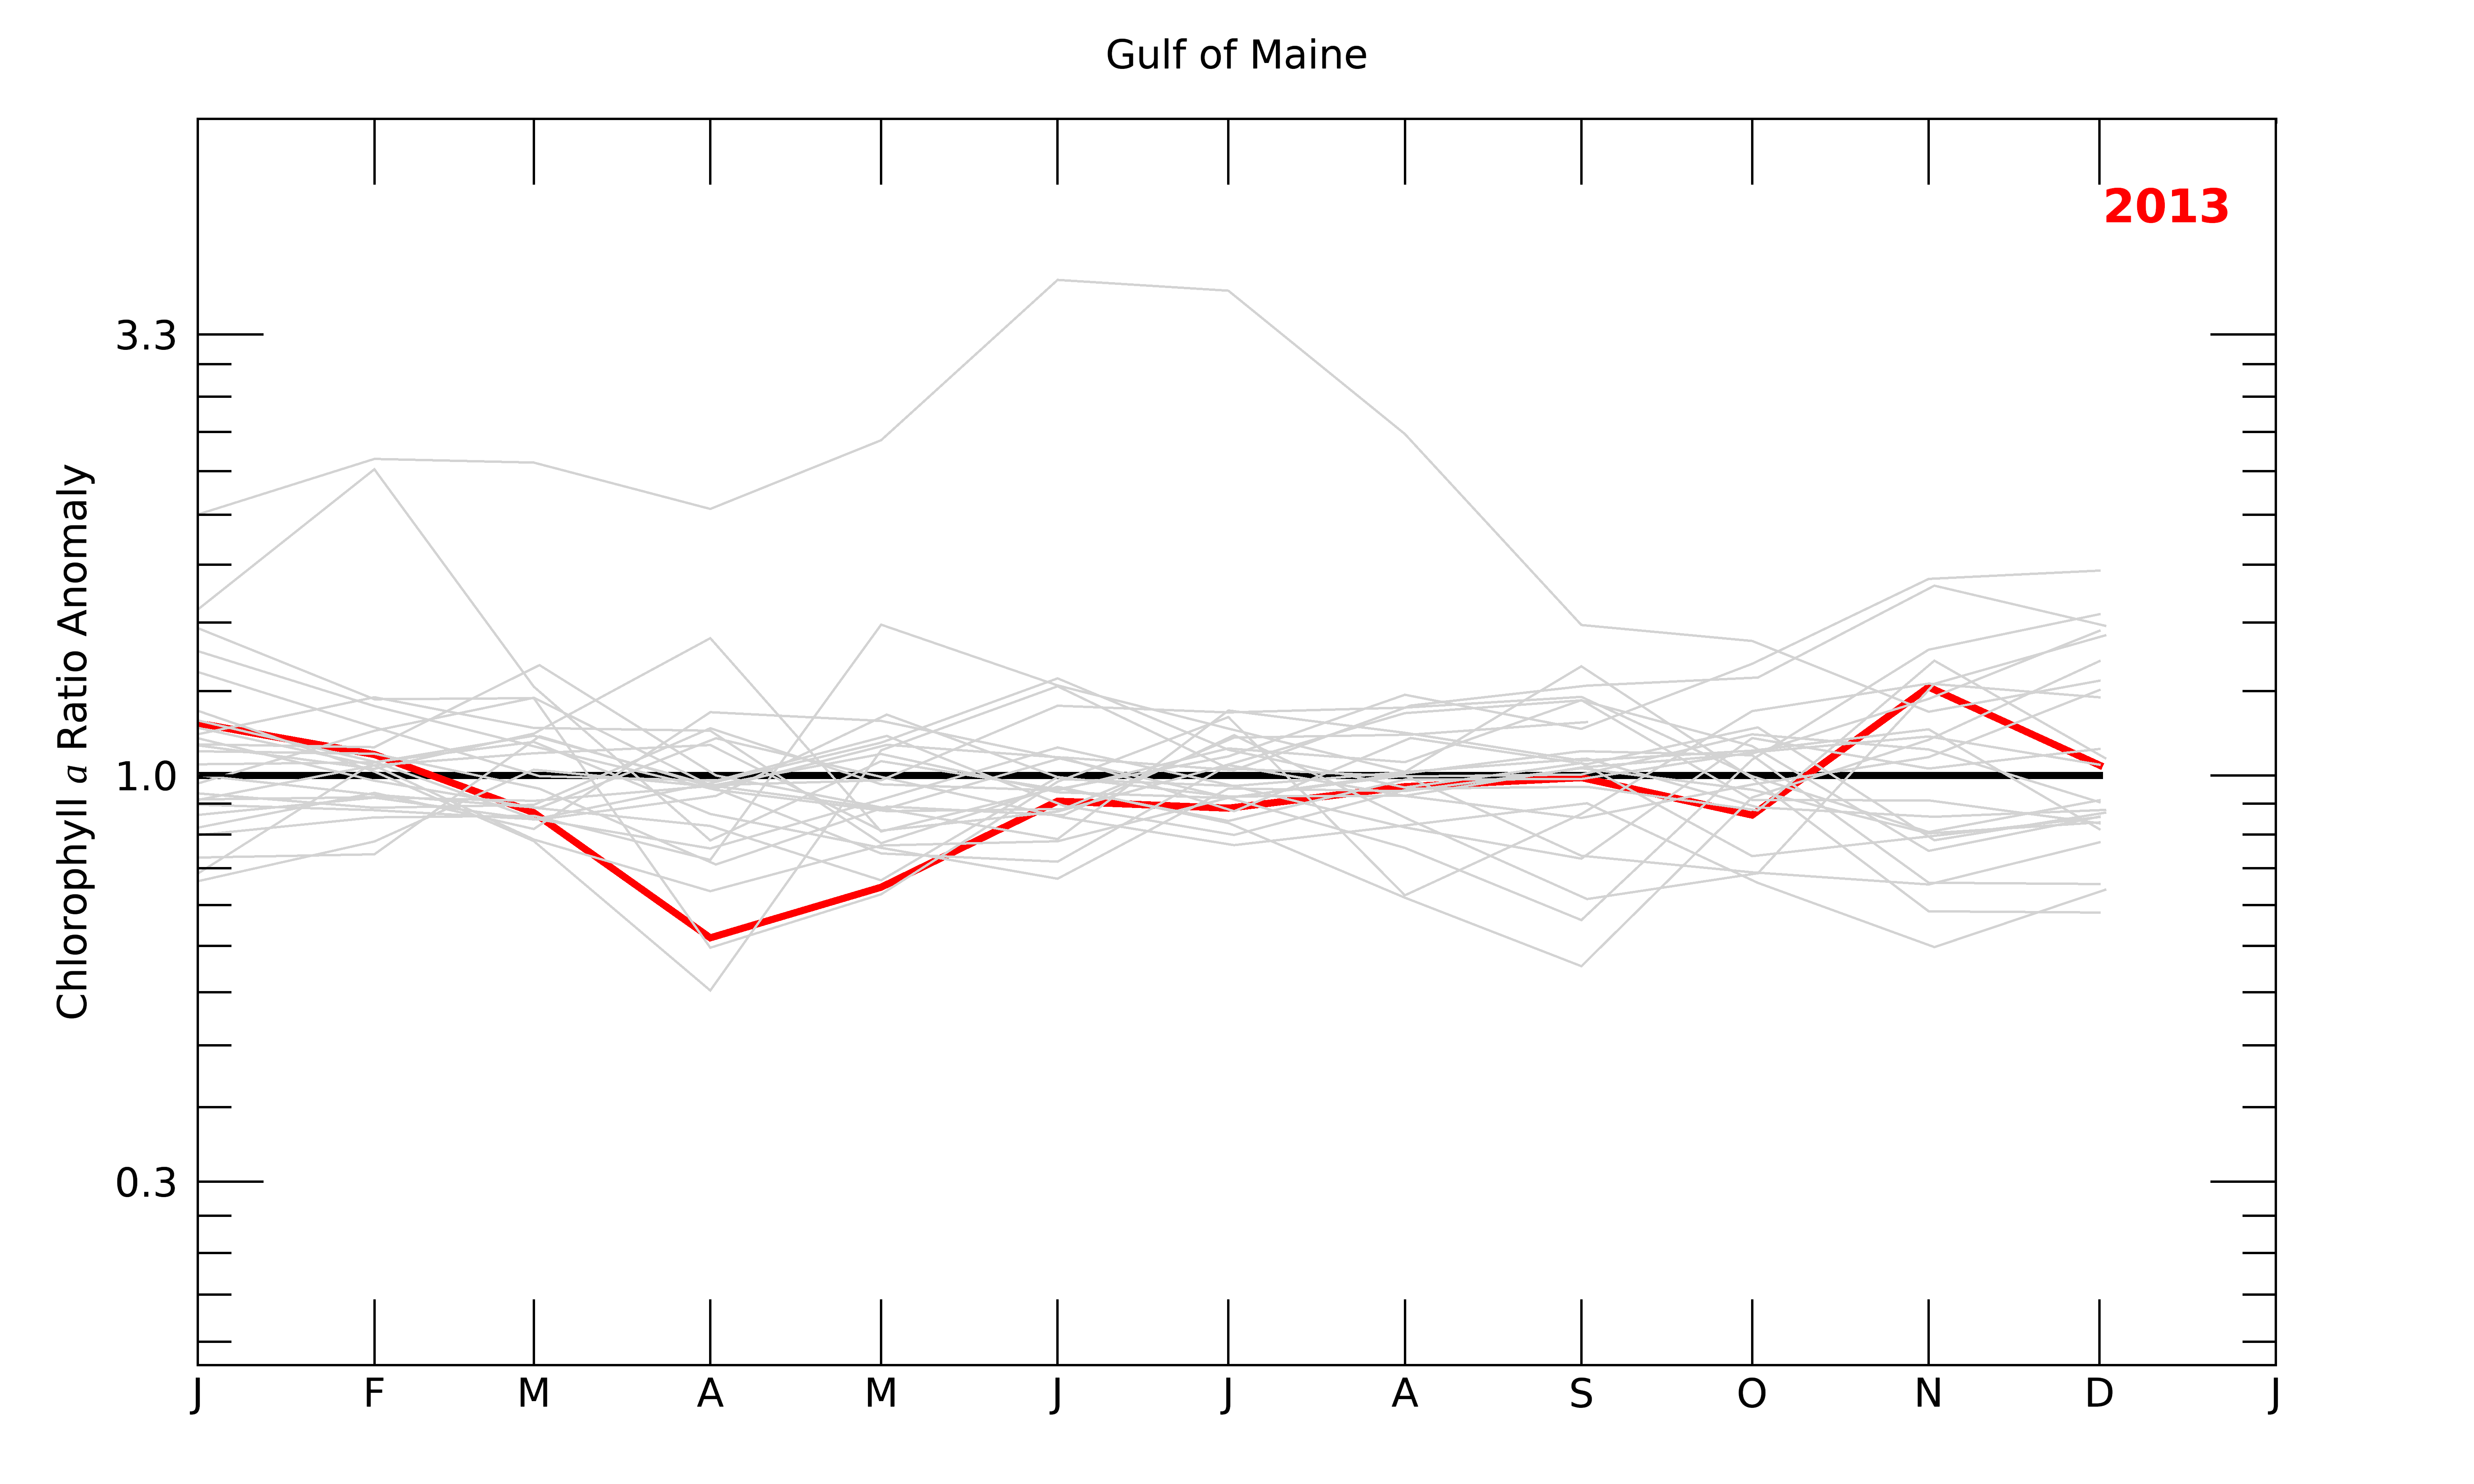 Gulf of Maine
2013
3.3
1.0
0.3
Chlorophyll a Ratio Anomaly
J F M A M J J A S O N D J